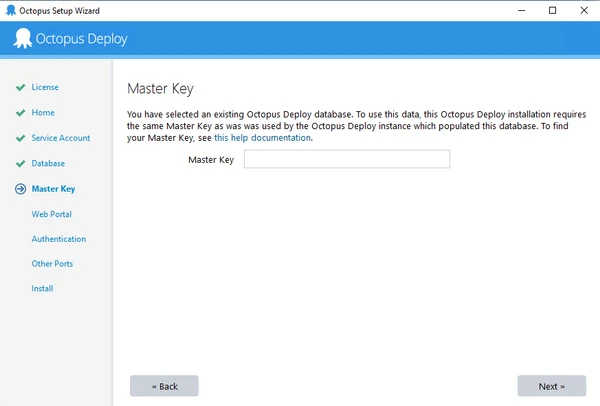 Octopus Setup Wizard
Octopus Deploy
License
Home
Service Account
Database
Master Key
Web Portal
Authentication
Other Ports
Install
Master Key
You have selected an existing Octopus Deploy database. To use this data, this Octopus Deploy installation requires
the same Master Key as was was used by the Octopus Deploy instance which populated this database. To find
your Master Key, see this help documentation.
Master Key
« Back
Next »